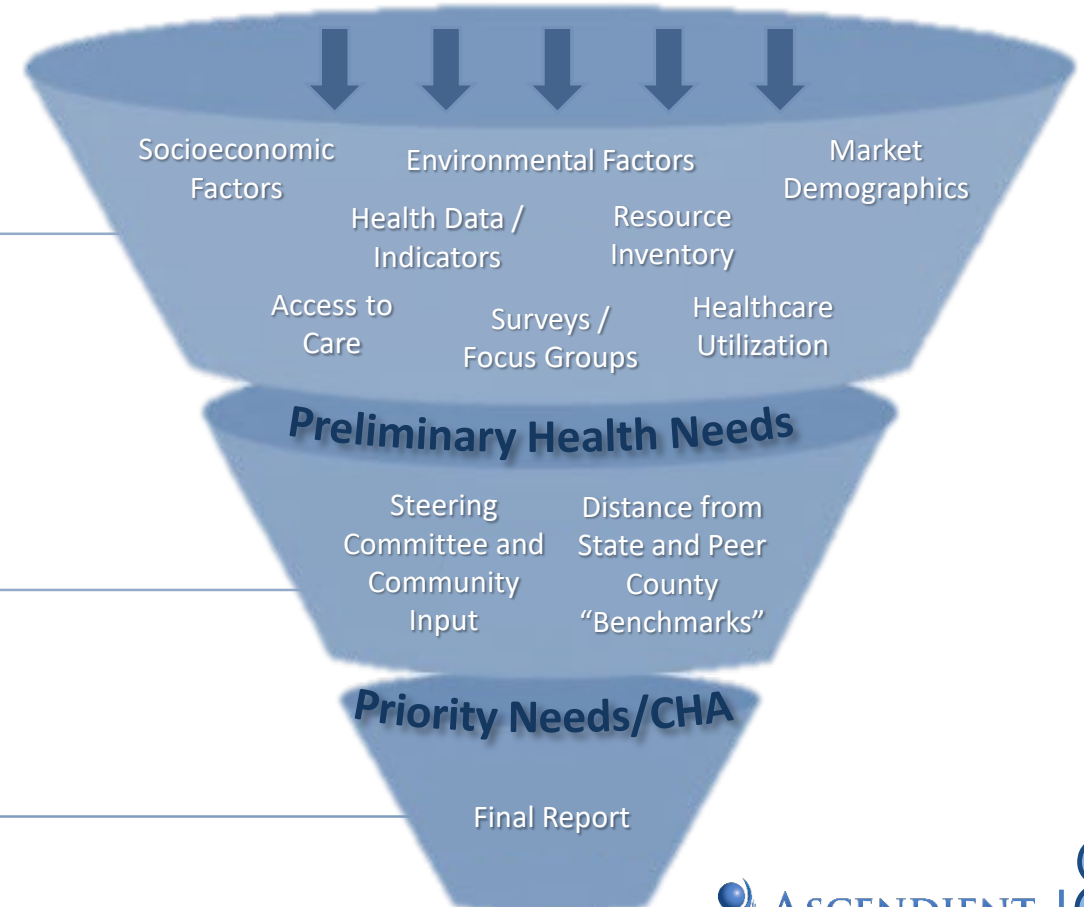 Socioeconomic
Factors
Environmental Factors
Market
Demographics
Health Data /
Indicators
Resource
Inventory
Access to
Care
Surveys /
Focus Groups
Healthcare
Utilization
Preliminary Health Needs
Steering
Committee and
Community
Input
Distance from
State and Peer
County
“Benchmarks”
Priority Needs/CHA
Final Report
ASCENDIENT